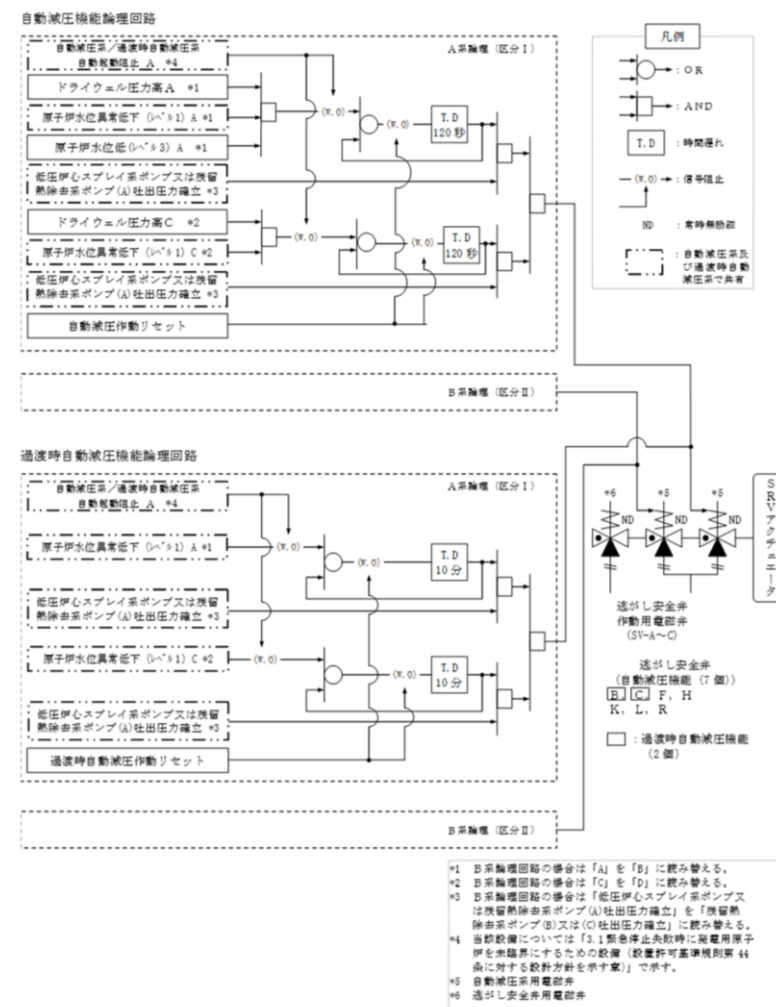 自動減圧機能論理回路
A系論理(区分Ⅰ)
自動減圧系/過渡時自動減圧系
自動起動阻止 A *4
ドライウェル圧力高A *1
原子炉水位異常低下(レベル1)A *1
原子炉水位低(レベル3)A *1
低圧炉心スプレイ系ポンプ又は残留
熱除去系ポンプ(A)吐出圧力確立 *3
ドライウェル圧力高C *2
原子炉水位異常低下(レベル1)C *2
低圧炉心スプレイ系ポンプ又は残留
熱除去系ポンプ(A)吐出圧力確立 *3
自動減圧作動リセット
(W.O)
(W.O)
T.D
120秒
(W.O)
(W.O)
T.D
120秒
B系論理(区分Ⅱ)
凡例
:OR
:AND
T.D :時間遅れ
(W.O) :信号阻止
ND :常時無励磁
:自動減圧系及
び過渡時自動
減圧系で共有
過渡時自動減圧機能論理回路
A系論理(区分Ⅰ)
自動減圧系/過渡時自動減圧系
自動起動阻止 A *4
原子炉水位異常低下(レベル1)A *1
低圧炉心スプレイ系ポンプ又は残留
熱除去系ポンプ(A)吐出圧力確立 *3
原子炉水位異常低下(レベル1)C *2
低圧炉心スプレイ系ポンプ又は残留
熱除去系ポンプ(A)吐出圧力確立 *3
過渡時自動減圧作動リセット
(W.O)
(W.O)
T.D
10分
(W.O)
(W.O)
T.D
10分
B系論理(区分Ⅱ)
*6 *5 *5
ND ND ND
SRVアクチュエータ
逃がし安全弁
作動用電磁弁
(SV-A~C)
逃がし安全弁
(自動減圧機能(7個))
B, C, F, H
K, L, R
:過渡時自動減圧機能
(2個)
*1 B系論理回路の場合は「A」を「B」に読み替える。
*2 B系論理回路の場合は「C」を「D」に読み替える。
*3 B系論理回路の場合は「低圧炉心スプレイ系ポンプ又
は残留熱除去系ポンプ(A)吐出圧力確立」を「残留熱
除去系ポンプ(B)又は(C)吐出圧力確立」に読み替える。
*4 当該設備については「3.1緊急停止失敗時に発電用原子
炉を未臨界にするための設備(設置許可基準規則第44
条に対する設計方針を示す章)」で示す。
*5 自動減圧系用電磁弁
*6 逃がし安全弁用電磁弁